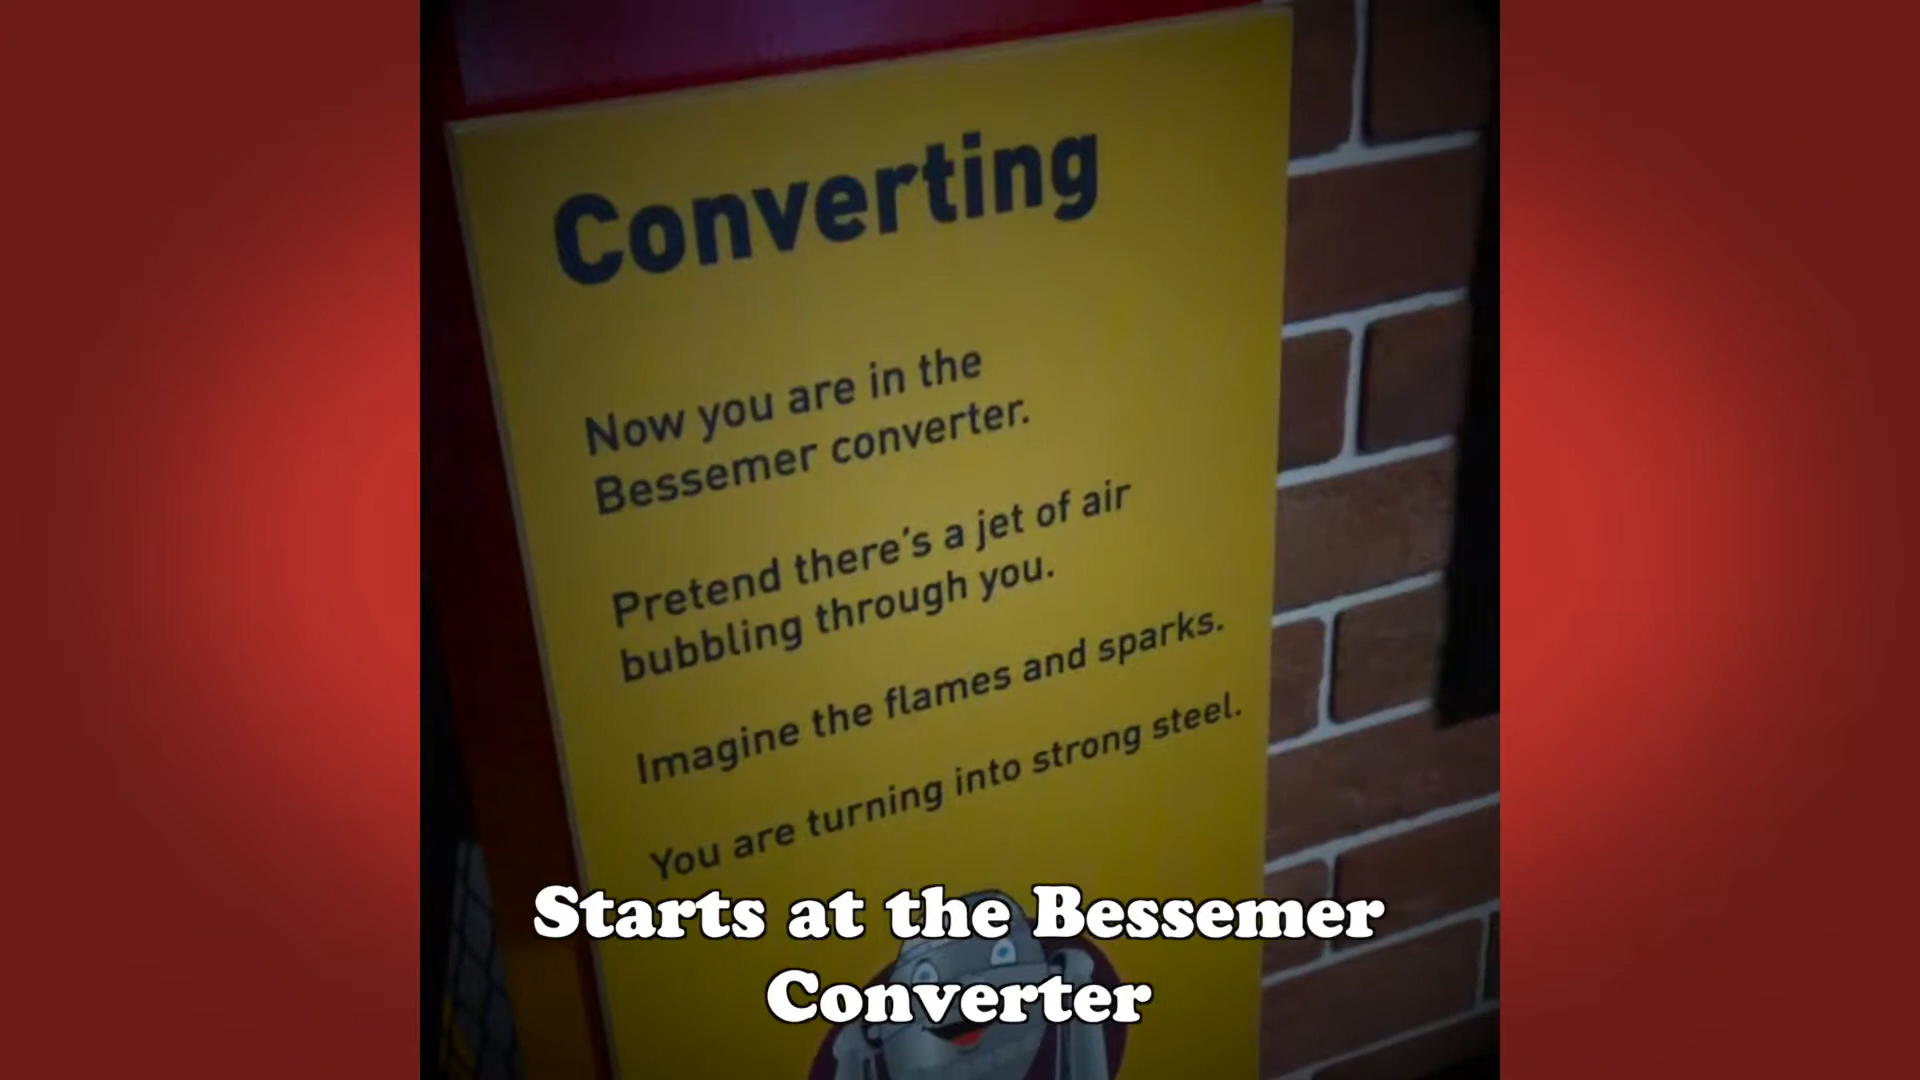 Converting
Now you are in the
Bessemer converter.
Pretend there's a jet of air
bubbling through you.
Imagine the flames and sparks.
You are turning into strong steel.
Starts at the Bessemer
Converter